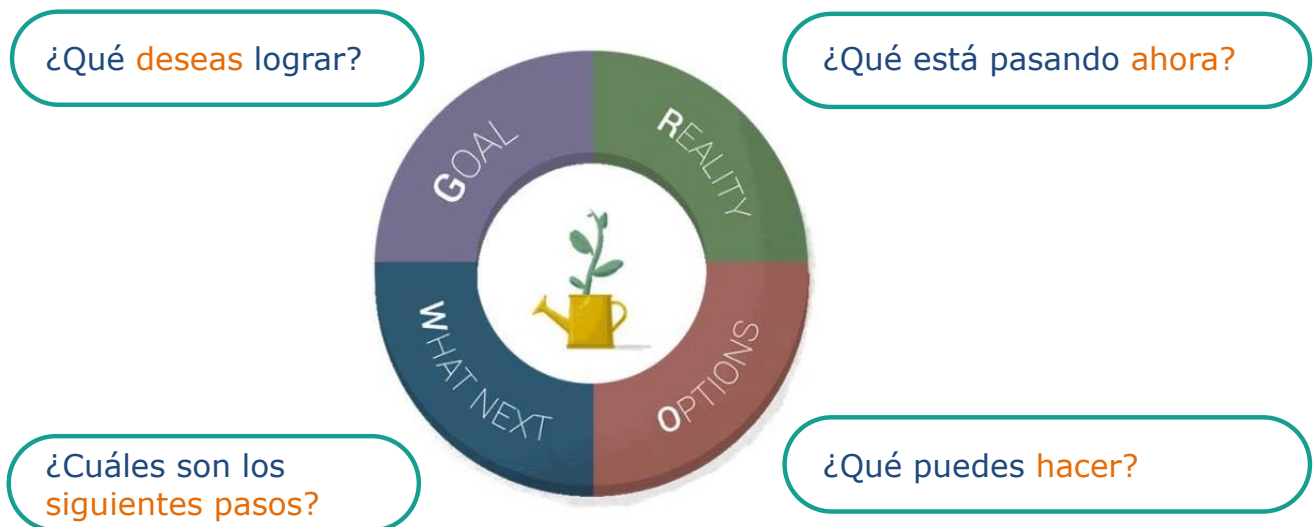 ¿Qué deseas lograr?
¿Qué está pasando ahora?
GOAL
REALITY
WHAT NEXT
OPTIONS
¿Cuáles son los
siguientes pasos?
¿Qué puedes hacer?